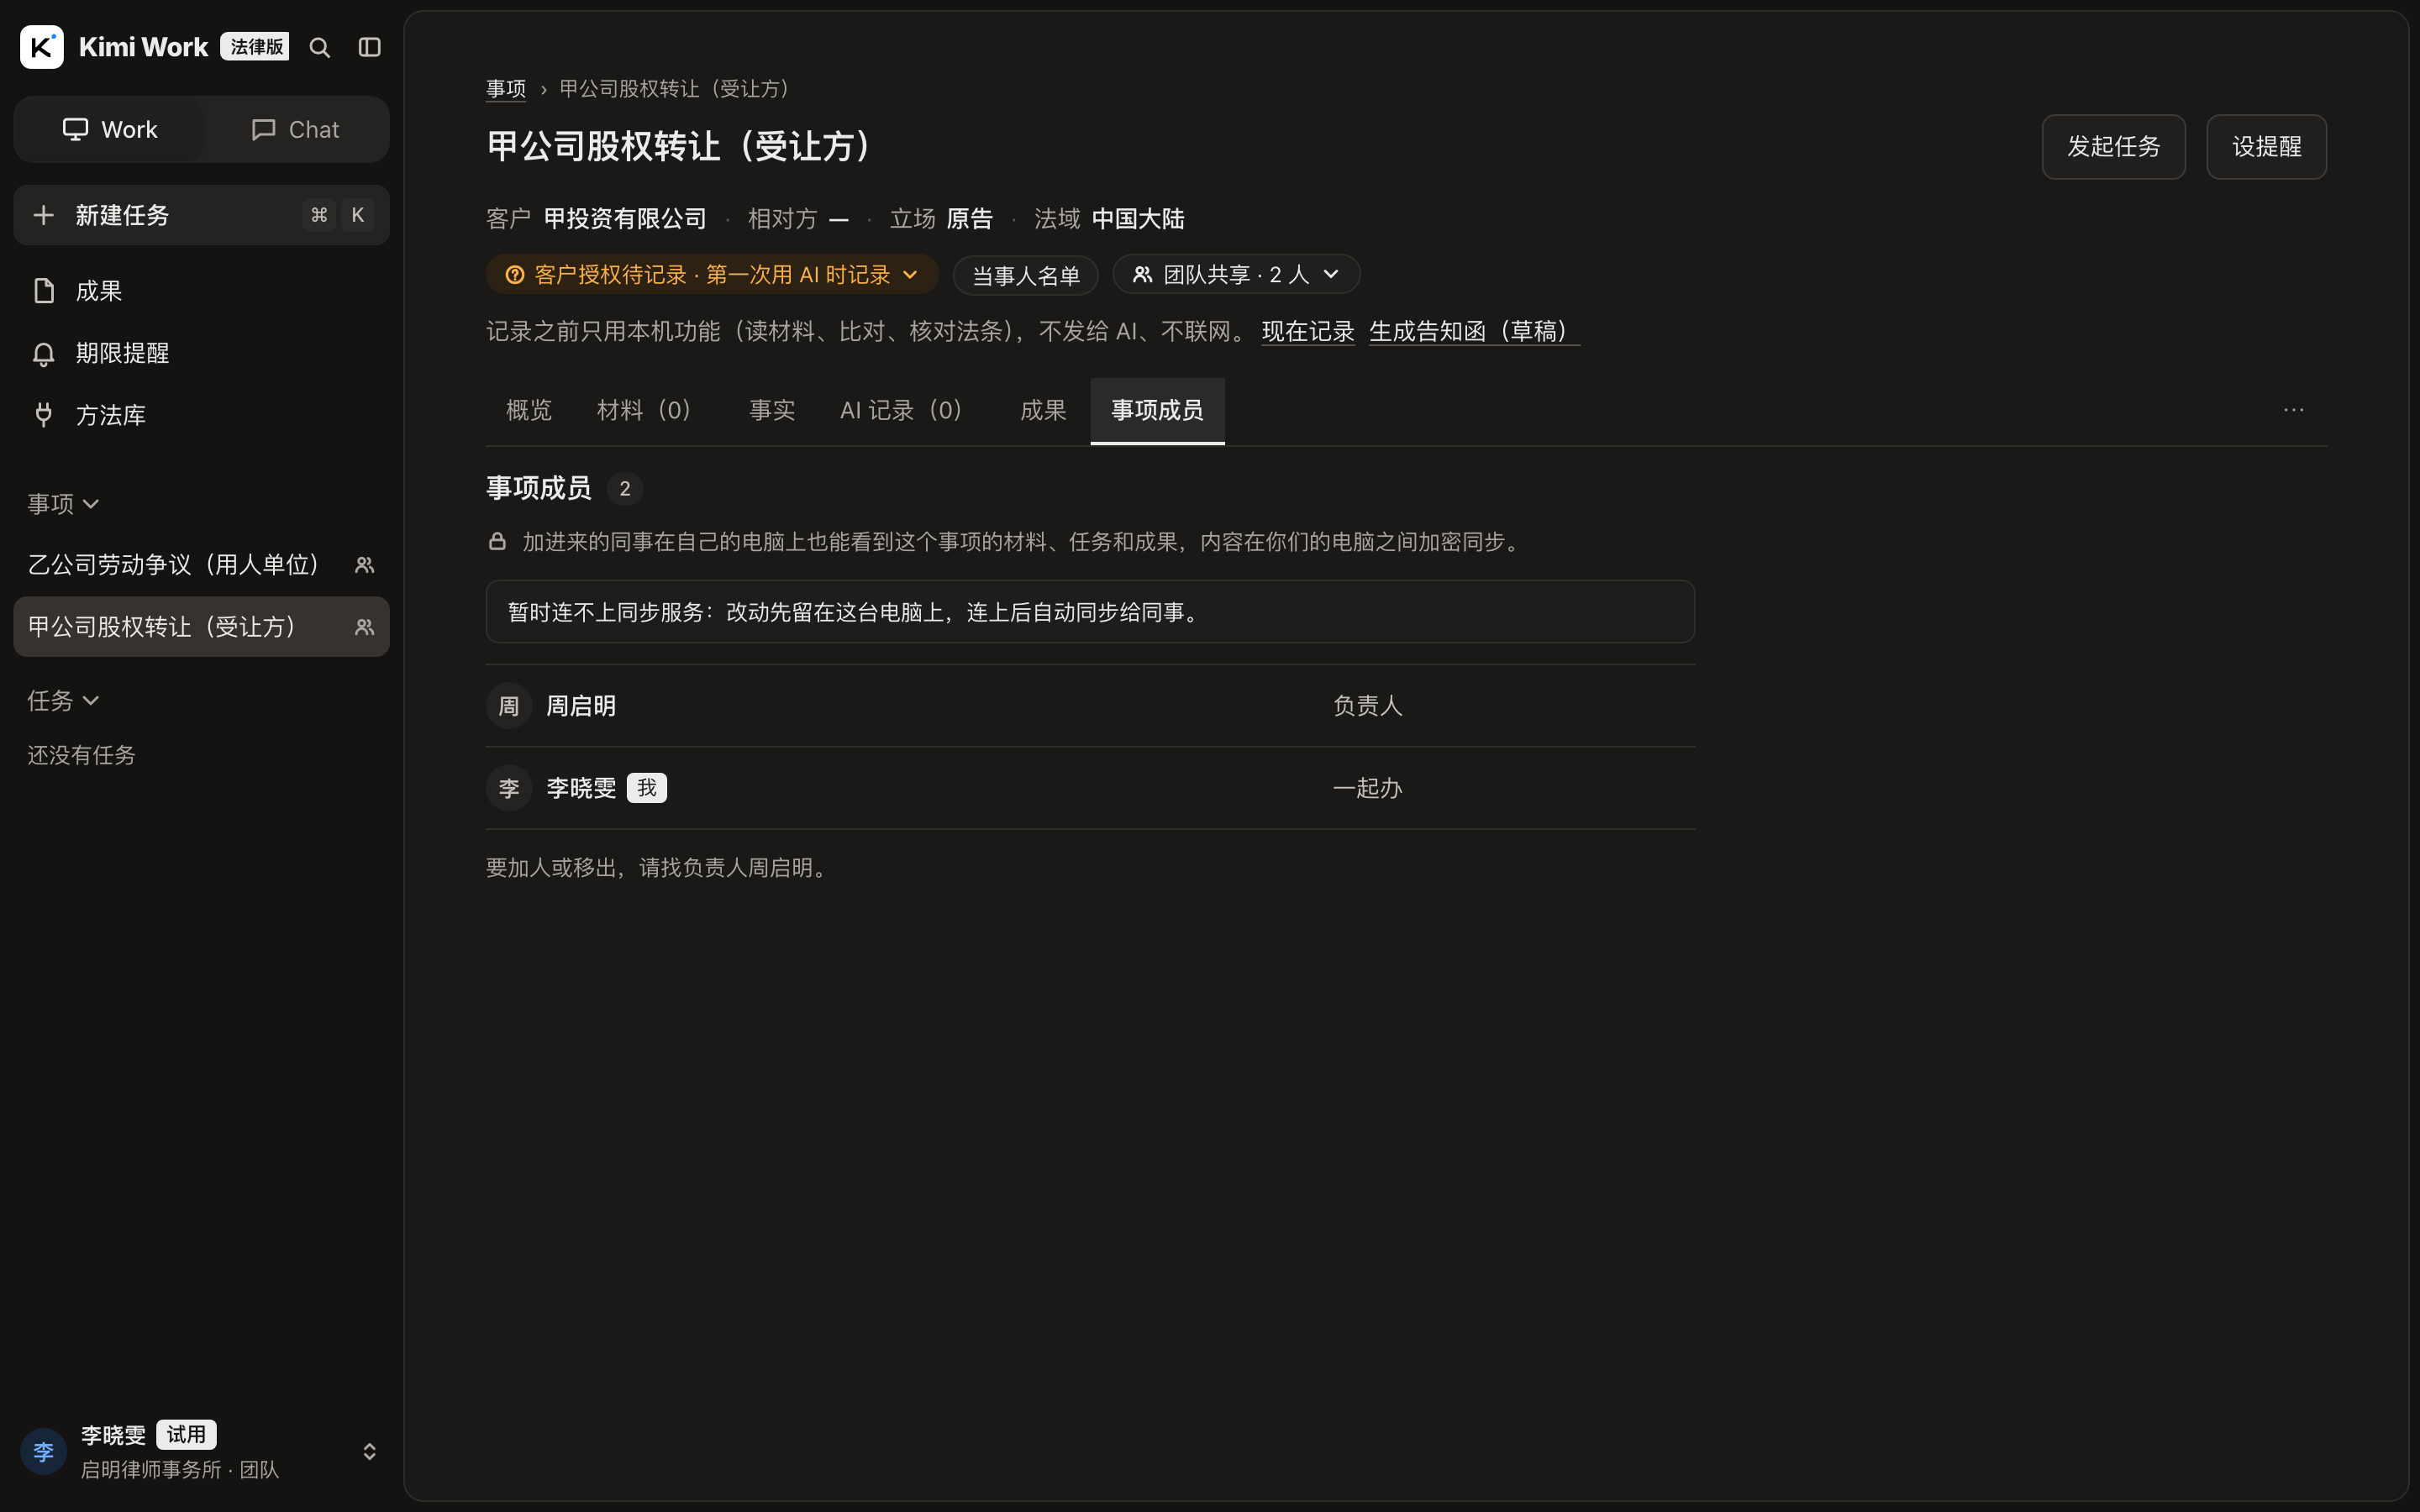 Kimi Work 法律版
Work
Chat
新建任务 ⌘ K
成果
期限提醒
方法库
事项
乙公司劳动争议（用人单位）
甲公司股权转让（受让方）
任务
还没有任务
李晓雯 试用
启明律师事务所 · 团队
李
事项 › 甲公司股权转让（受让方）
甲公司股权转让（受让方）
发起任务
设提醒
客户 甲投资有限公司 · 相对方 — · 立场 原告 · 法域 中国大陆
客户授权待记录 · 第一次用 AI 时记录
当事人名单
团队共享 · 2 人
记录之前只用本机功能（读材料、比对、核对法条），不发给 AI、不联网。 现在记录 生成告知函（草稿）
概览 材料（0） 事实 AI 记录（0） 成果 事项成员 ···
事项成员 2
加进来的同事在自己的电脑上也能看到这个事项的材料、任务和成果，内容在你们的电脑之间加密同步。
暂时连不上同步服务：改动先留在这台电脑上，连上后自动同步给同事。
周 周启明 负责人
李 李晓雯 我 一起办
要加人或移出，请找负责人周启明。